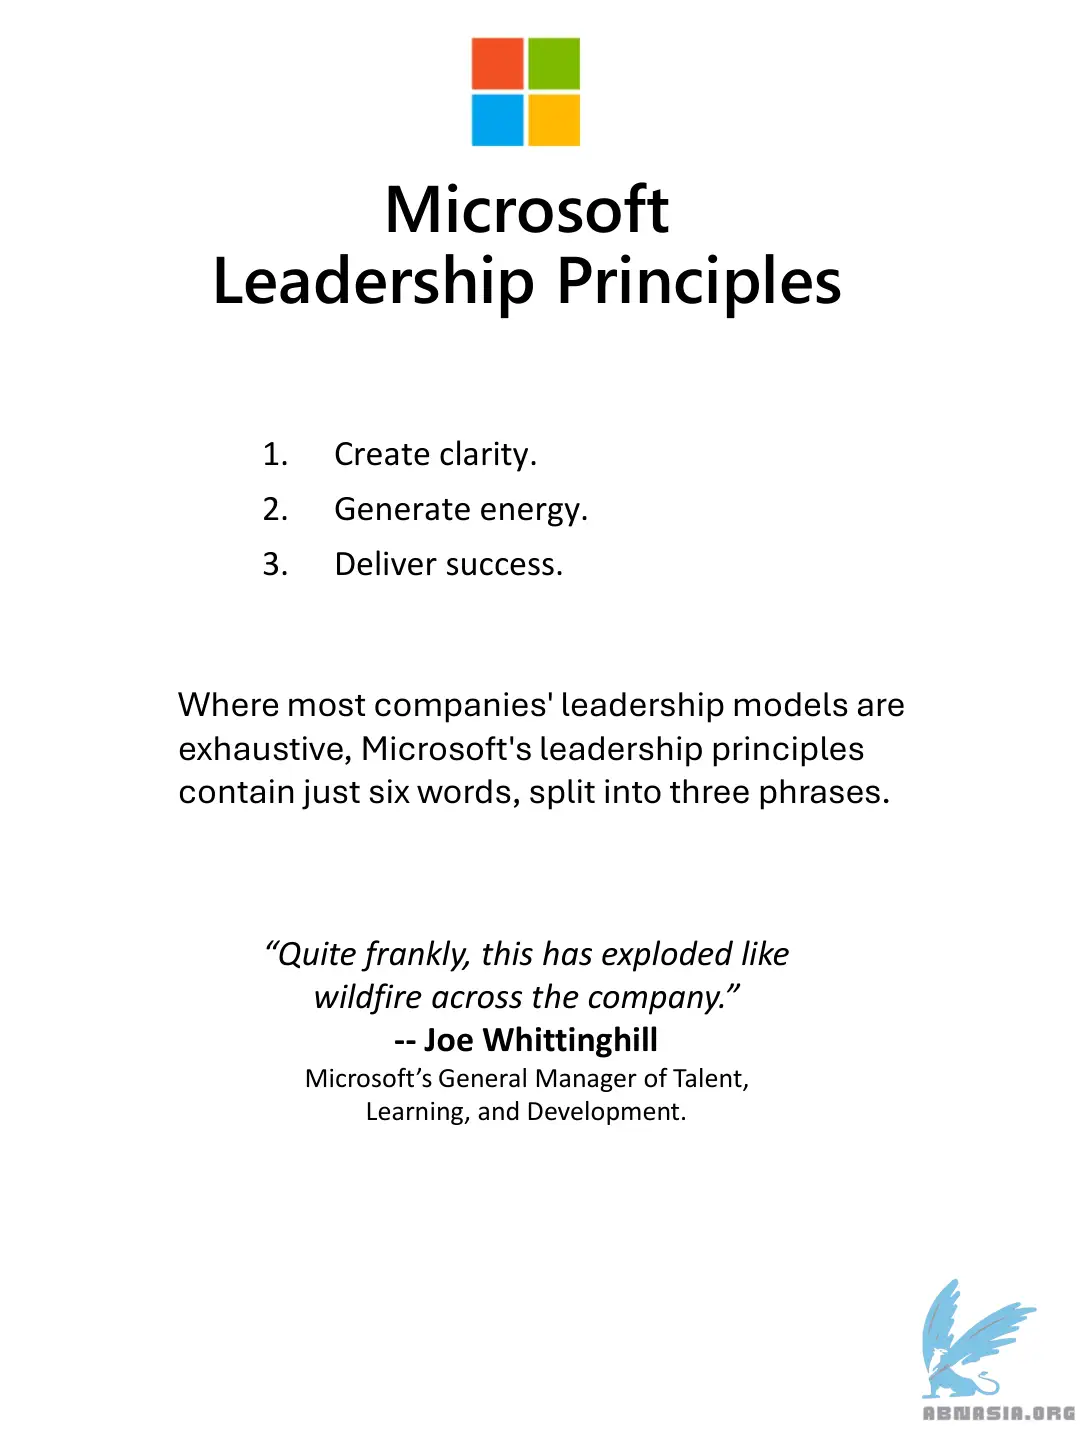 Microsoft
Leadership Principles
1. Create clarity.
2. Generate energy.
3. Deliver success.
Where most companies' leadership models are
exhaustive, Microsoft's leadership principles
contain just six words, split into three phrases.
“Quite frankly, this has exploded like
wildfire across the company.”
-- Joe Whittinghill
Microsoft’s General Manager of Talent,
Learning, and Development.
ABNASIA.ORG